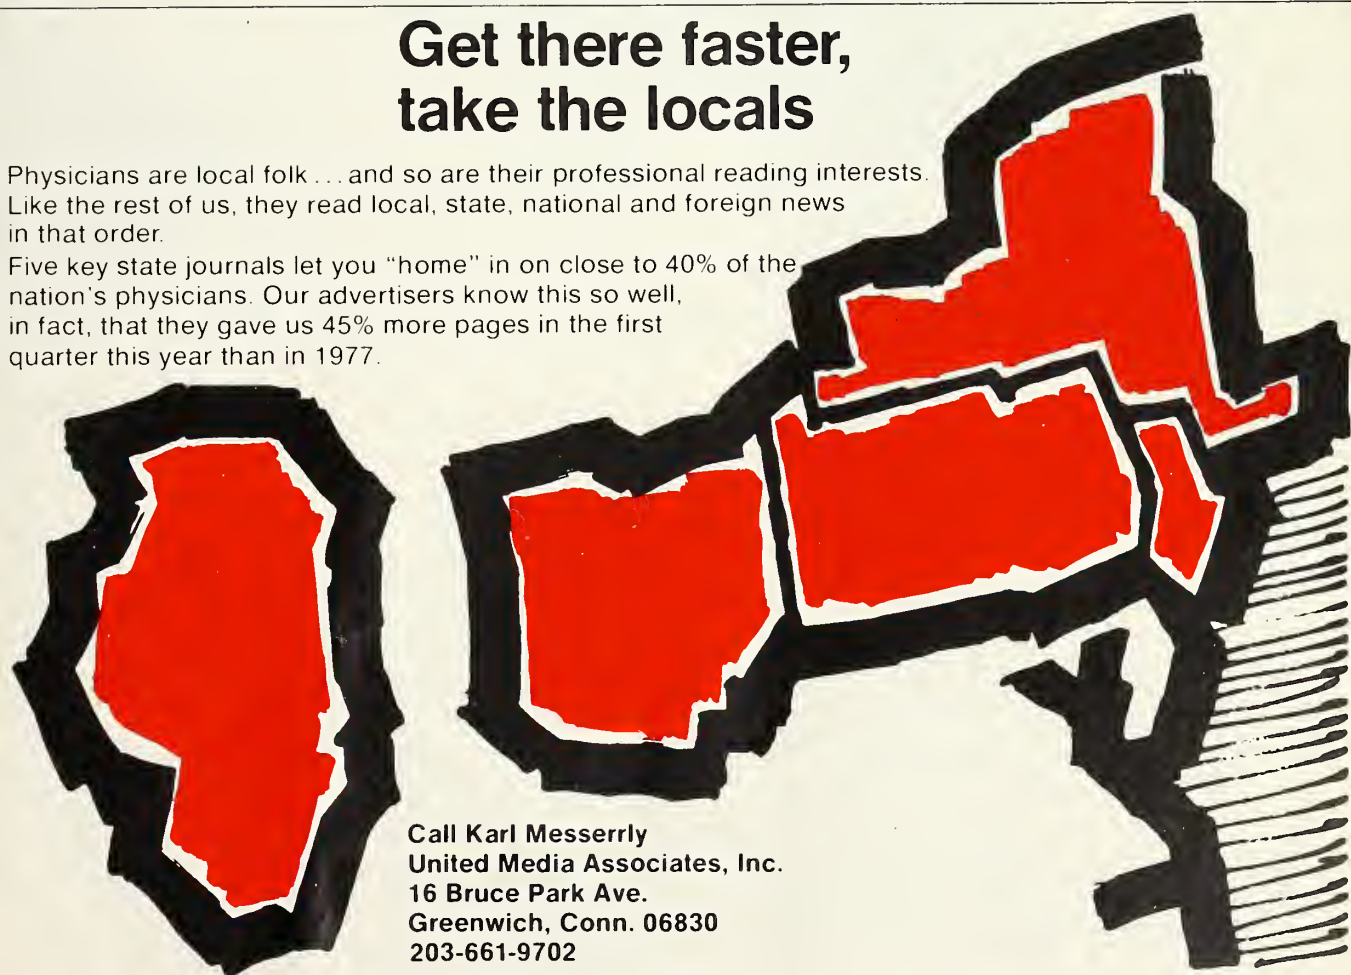 Get there faster,
take the locals
Physicians are local folk ... and so are their professional reading interests.
Like the rest of us, they read local, state, national and foreign news
in that order.
Five key state journals let you "home" in on close to 40% of the
nation's physicians. Our advertisers know this so well,
in fact, that they gave us 45% more pages in the first
quarter this year than in 1977.
Call Karl Messerrly
United Media Associates, Inc.
16 Bruce Park Ave.
Greenwich, Conn. 06830
203-661-9702